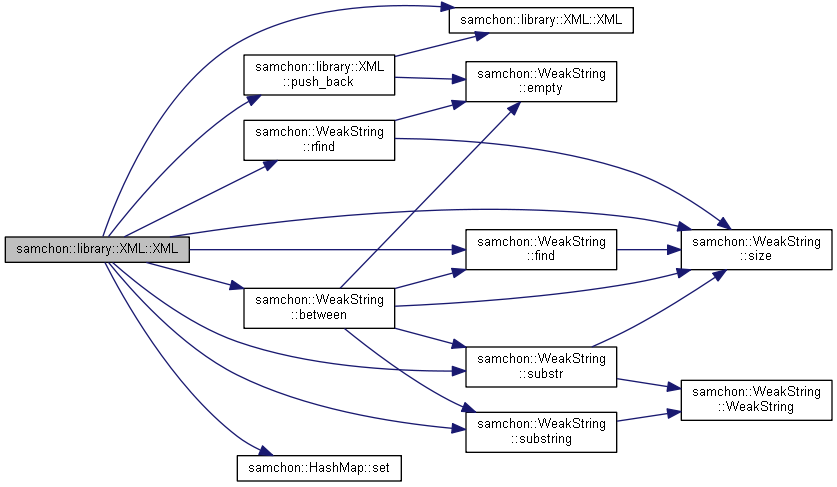 samchon::library::XML::XML
samchon::library::XML
::push_back
samchon::WeakString
::empty
samchon::WeakString
::rfind
samchon::library::XML::XML
samchon::WeakString
::find
samchon::WeakString
::size
samchon::WeakString
::between
samchon::WeakString
::substr
samchon::WeakString
::WeakString
samchon::WeakString
::substring
samchon::HashMap::set